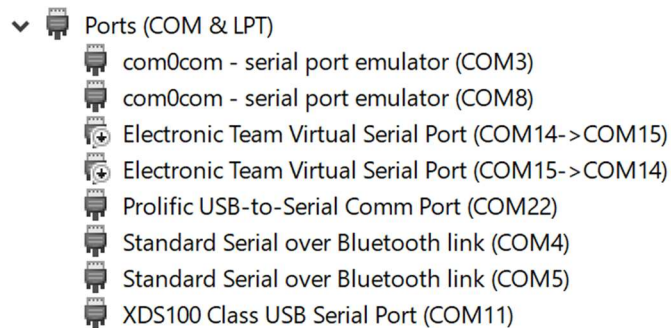 Ports (COM & LPT)
com0com - serial port emulator (COM3)
com0com - serial port emulator (COM8)
Electronic Team Virtual Serial Port (COM14->COM15)
Electronic Team Virtual Serial Port (COM15->COM14)
Prolific USB-to-Serial Comm Port (COM22)
Standard Serial over Bluetooth link (COM4)
Standard Serial over Bluetooth link (COM5)
XDS100 Class USB Serial Port (COM11)